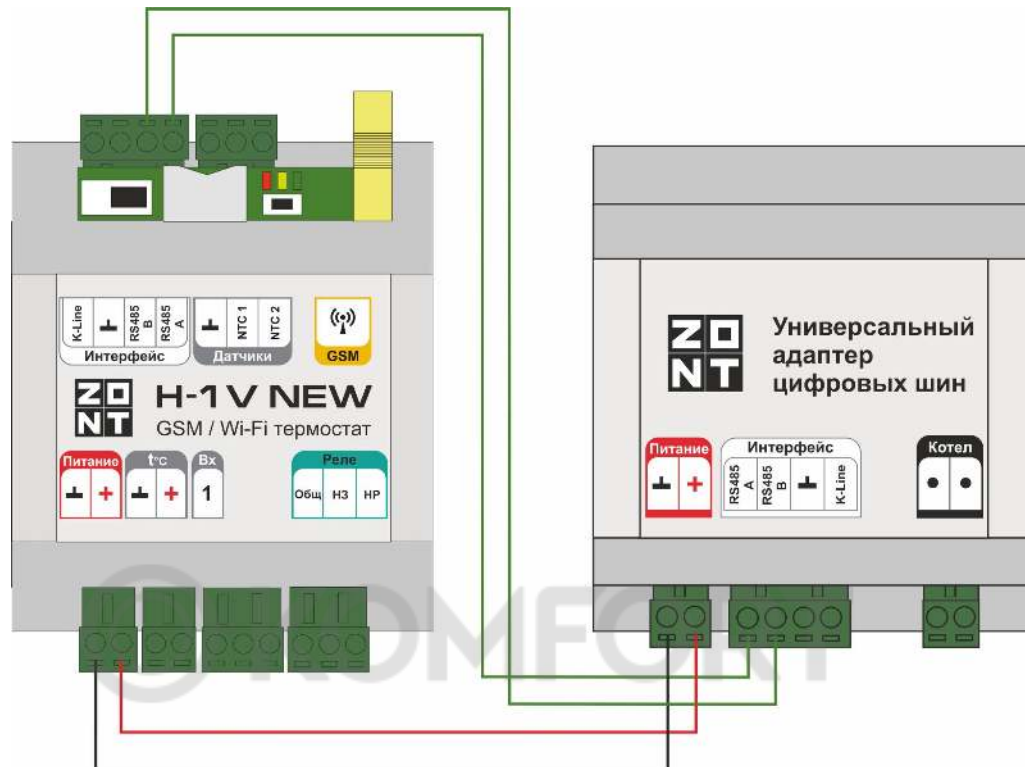 K-Line
RS485
B
RS485
A
NTC 1
NTC 2
Интерфейс
Датчики
GSM
ZONT
H-1V NEW
GSM / Wi-Fi термостат
Питание
t°C
Вх
Реле
+
+
1
Общ
НЗ
НР
ZONT
Универсальный
адаптер
цифровых шин
Питание
Интерфейс
Котел
+
RS485
A
RS485
B
K-Line
KOMFORT